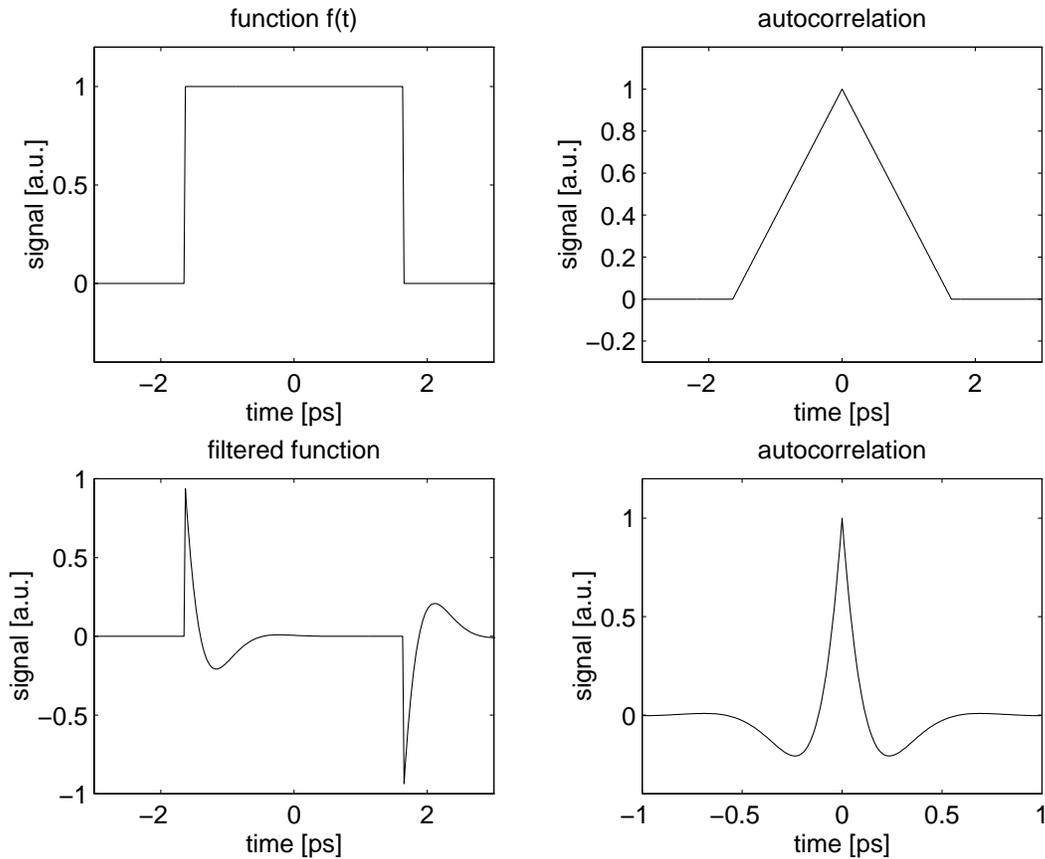 function f(t)
1
0.5
0
−2 0 2
time [ps]
signal [a.u.]
autocorrelation
1
0.8
0.6
0.4
0.2
0
−0.2
−2 0 2
time [ps]
signal [a.u.]
filtered function
1
0.5
0
−0.5
−1
−2 0 2
time [ps]
signal [a.u.]
autocorrelation
1
0.5
0
−1 −0.5 0 0.5 1
time [ps]
signal [a.u.]